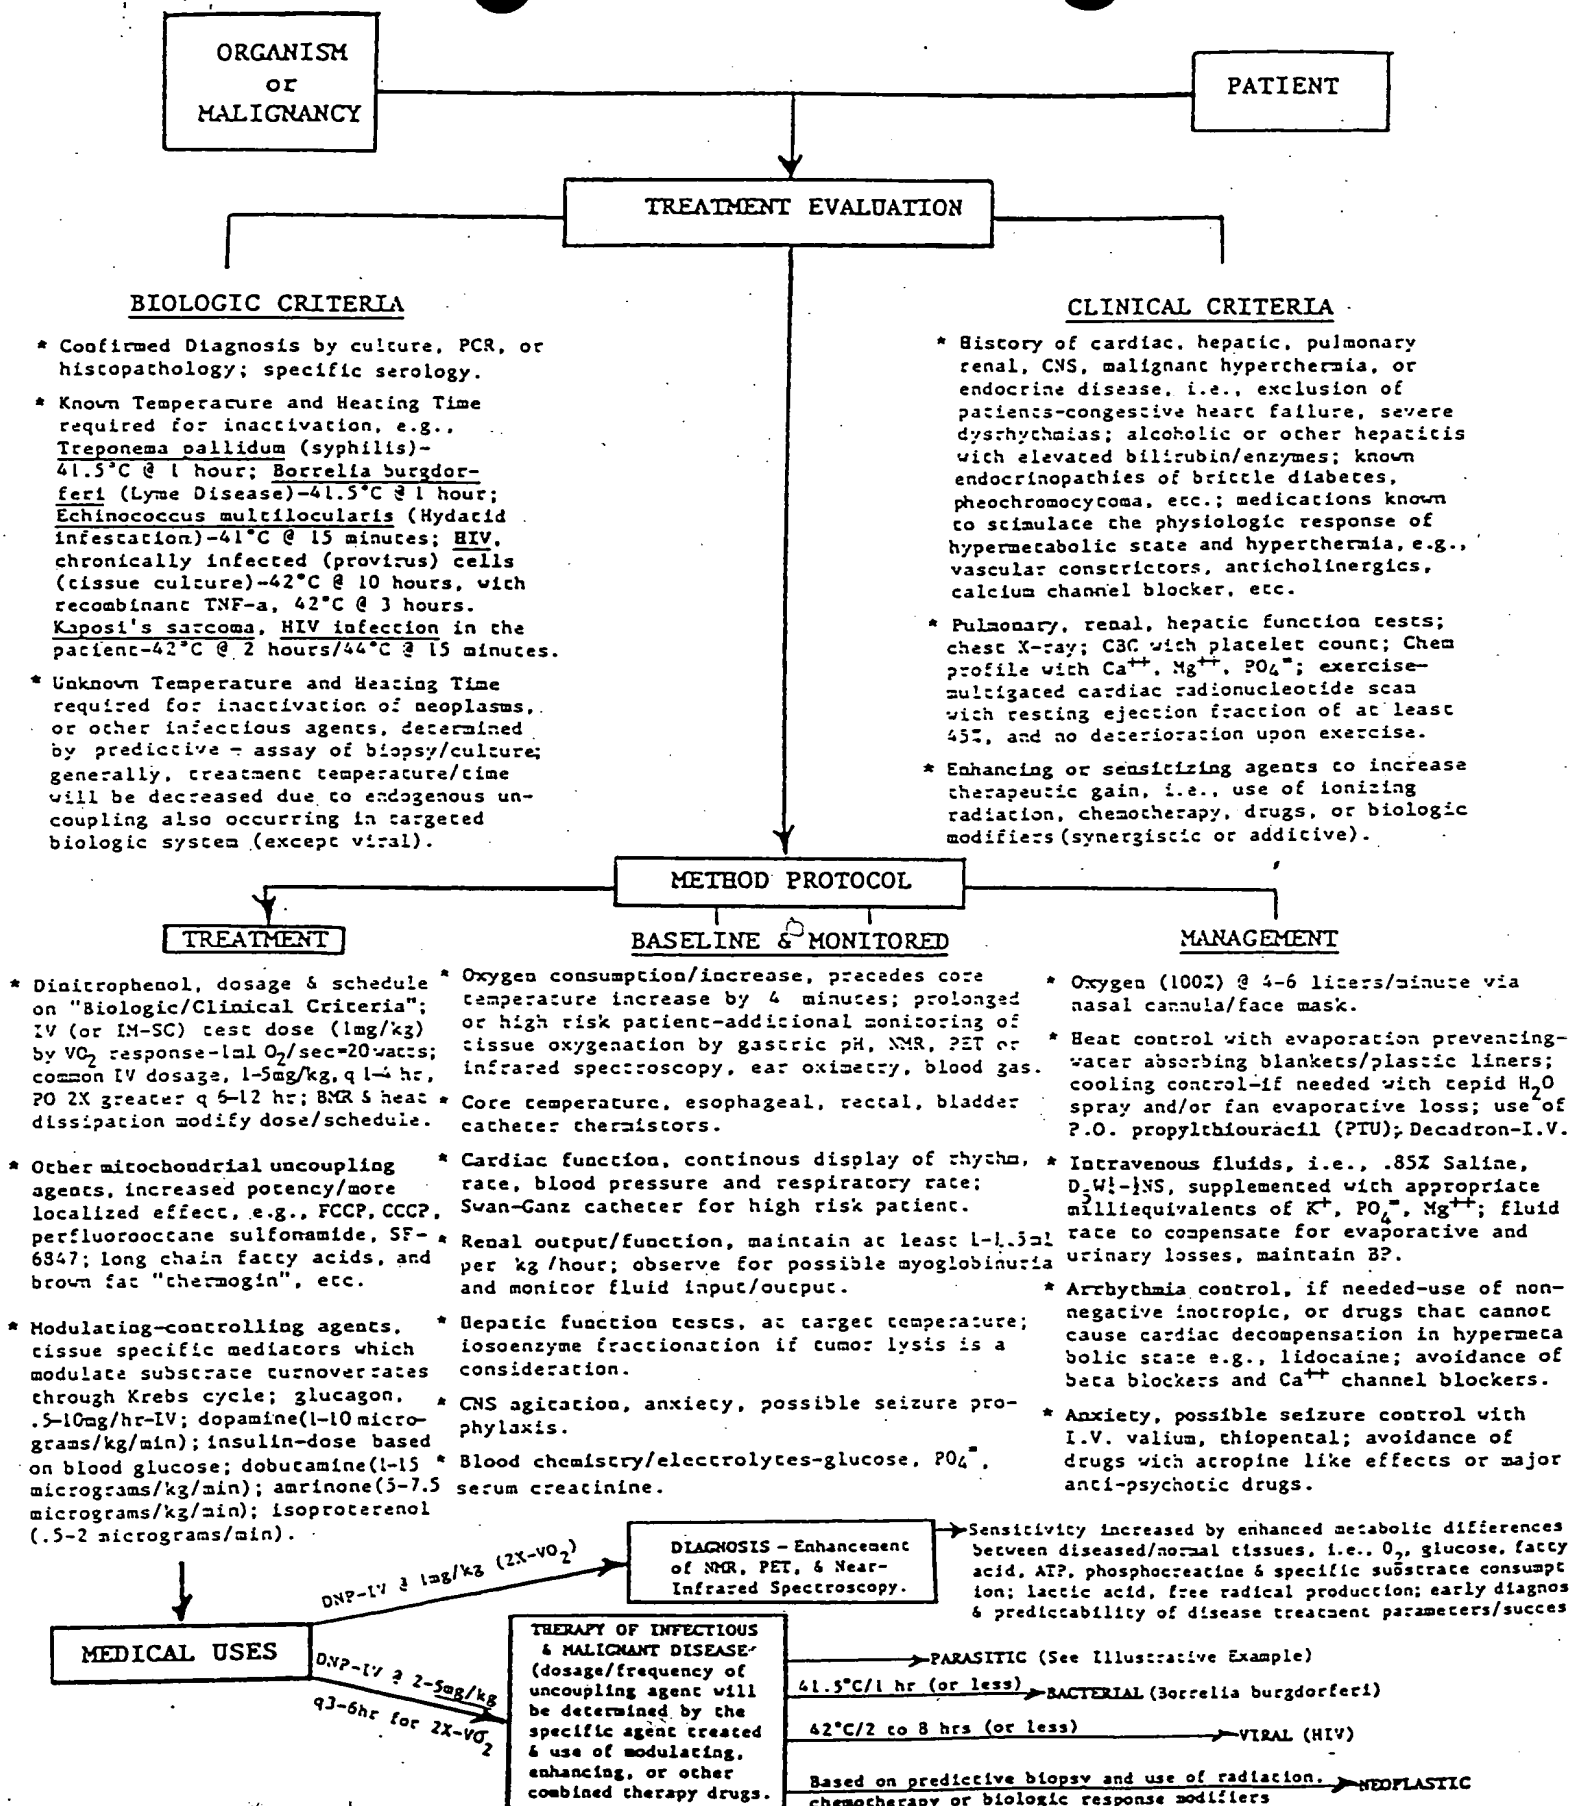 ORGANISM
or
MALIGNANCY
PATIENT
TREATMENT EVALUATION
BIOLOGIC CRITERIA
* Confirmed Diagnosis by culture, PCR, or
histopathology; specific serology.
* Known Temperature and Heating Time
required for inactivation, e.g.,
Treponema pallidum (syphilis)-
41.5°C @ 1 hour; Borrelia burgdor-
feri (Lyme Disease)-41.5°C @ 1 hour;
Echinococcus multilocularis (Hydacid
infestation)-41°C @ 15 minutes; HIV,
chronically infected (provirus) cells
(tissue culture)-42°C @ 10 hours, with
recombinant TNF-a, 42°C @ 3 hours.
Kaposi's sarcoma, HIV infection in the
patient-42°C @ 2 hours/44°C @ 15 minutes.
* Unknown Temperature and Heating Time
required for inactivation of neoplasms,
or other infectious agents, determined
by predictive - assay of biopsy/culture;
generally, treatment temperature/time
will be decreased due to endogenous un-
coupling also occurring in targeted
biologic system (except viral).
CLINICAL CRITERIA
* History of cardiac, hepatic, pulmonary
renal, CNS, malignant hyperthermia, or
endocrine disease, i.e., exclusion of
patients-congestive heart failure, severe
dysrhythmias; alcoholic or other hepatitis
with elevated bilirubin/enzymes; known
endocrinopathies of brittle diabetes,
pheochromocytoma, etc.; medications known
to stimulate the physiologic response of
hypermetabolic state and hyperthermia, e.g.,
vascular constrictors, anticholinergics,
calcium channel blocker, etc.
* Pulmonary, renal, hepatic function tests;
chest X-ray; CBC with platelet count; Chem
profile with Ca++, Mg++, PO4=; exercise-
multigated cardiac radionucleotide scan
with resting ejection fraction of at least
45%, and no deterioration upon exercise.
* Enhancing or sensitizing agents to increase
therapeutic gain, i.e., use of ionizing
radiation, chemotherapy, drugs, or biologic
modifiers (synergistic or additive).
METHOD PROTOCOL
TREATMENT
* Dinitrophenol, dosage & schedule
on "Biologic/Clinical Criteria";
IV (or IM-SC) test dose (1mg/kg)
by VO2 response-1ml O2/sec=20 watts;
common IV dosage, 1-5mg/kg, q 1-4 hr,
PO 2X greater q 6-12 hr; BMR & heat
dissipation modify dose/schedule.
* Other mitochondrial uncoupling
agents, increased potency/more
localized effect, e.g., FCCP, CCCP,
perfluorooctane sulfonamide, SF-
6847; long chain fatty acids, and
brown fat "thermogin", etc.
* Modulating-controlling agents,
tissue specific mediators which
modulate substrate turnover rates
through Krebs cycle; glucagon,
.5-10mg/hr-IV; dopamine(1-10 micro-
grams/kg/min); insulin-dose based
on blood glucose; dobutamine(1-15
micrograms/kg/min); amrinone(5-7.5
micrograms/kg/min); isoproterenol
(.5-2 micrograms/min).
BASELINE & MONITORED
* Oxygen consumption/increase, precedes core
temperature increase by 4 minutes; prolonged
or high risk patient-additional monitoring of
tissue oxygenation by gastric pH, NMR, PET or
infrared spectroscopy, ear oximetry, blood gas.
* Core temperature, esophageal, rectal, bladder
catheter thermistors.
* Cardiac function, continous display of rhythm,
rate, blood pressure and respiratory rate;
Swan-Ganz catheter for high risk patient.
* Renal output/function, maintain at least 1-1.5ml
per kg/hour; observe for possible myoglobinuria
and monitor fluid input/output.
* Hepatic function tests, at target temperature;
iosoenzyme fractionation if tumor lysis is a
consideration.
* CNS agitation, anxiety, possible seizure pro-
phylaxis.
* Blood chemistry/electrolytes-glucose, PO4=,
serum creatinine.
MANAGEMENT
* Oxygen (100%) @ 4-6 liters/minute via
nasal cannula/face mask.
* Heat control with evaporation preventing-
water absorbing blankets/plastic liners;
cooling control-if needed with tepid H2O
spray and/or fan evaporative loss; use of
P.O. propylthiouracil (PTU); Decadron-I.V.
* Intravenous fluids, i.e., .85% Saline,
supplemented with appropriate
milliequivalents of K+, PO4=, Mg++; fluid
rate to compensate for evaporative and
urinary losses, maintain BP.
* Arrhythmia control, if needed-use of non-
negative inotropic, or drugs that cannot
cause cardiac decompensation in hypermeta
bolic state e.g., lidocaine; avoidance of
beta blockers and Ca++ channel blockers.
* Anxiety, possible seizure control with
I.V. valium, thiopental; avoidance of
drugs with atropine like effects or major
anti-psychotic drugs.
MEDICAL USES
DNP-IV @ 1mg/kg (2X-VO2)
DIAGNOSIS - Enhancement
of NMR, PET, & Near-
Infrared Spectroscopy.
Sensitivity increased by enhanced metabolic differences
between diseased/normal tissues, i.e., O2, glucose, fatty
acid, ATP, phosphocreatine & specific substrate consumpt
ion; lactic acid, free radical production; early diagnos
& predictability of disease treatment parameters/succes
DNP-IV @ 2-5mg/kg
q3-6hr for 2X-VO2
THERAPY OF INFECTIOUS
& MALIGNANT DISEASE-
(dosage/frequency of
uncoupling agent will
be determined by the
specific agent treated
& use of modulating,
enhancing, or other
combined therapy drugs.
PARASITIC (See Illustrative Example)
41.5°C/1 hr (or less)
BACTERIAL (Borrelia burgdorferi)
42°C/2 to 8 hrs (or less)
VIRAL (HIV)
Based on predictive biopsy and use of radiation,
chemotherapy or biologic response modifiers
NEOPLASTIC